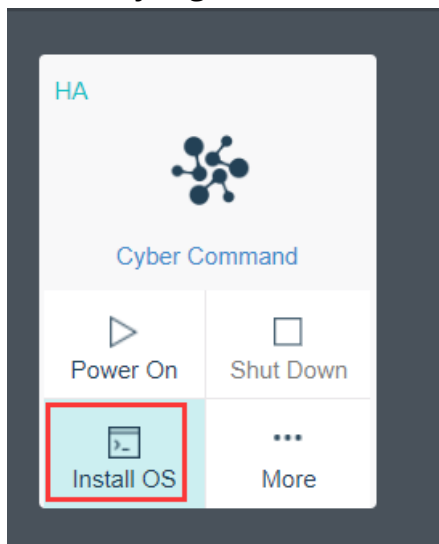 HA
Cyber Command
Power On
Shut Down
Install OS
More